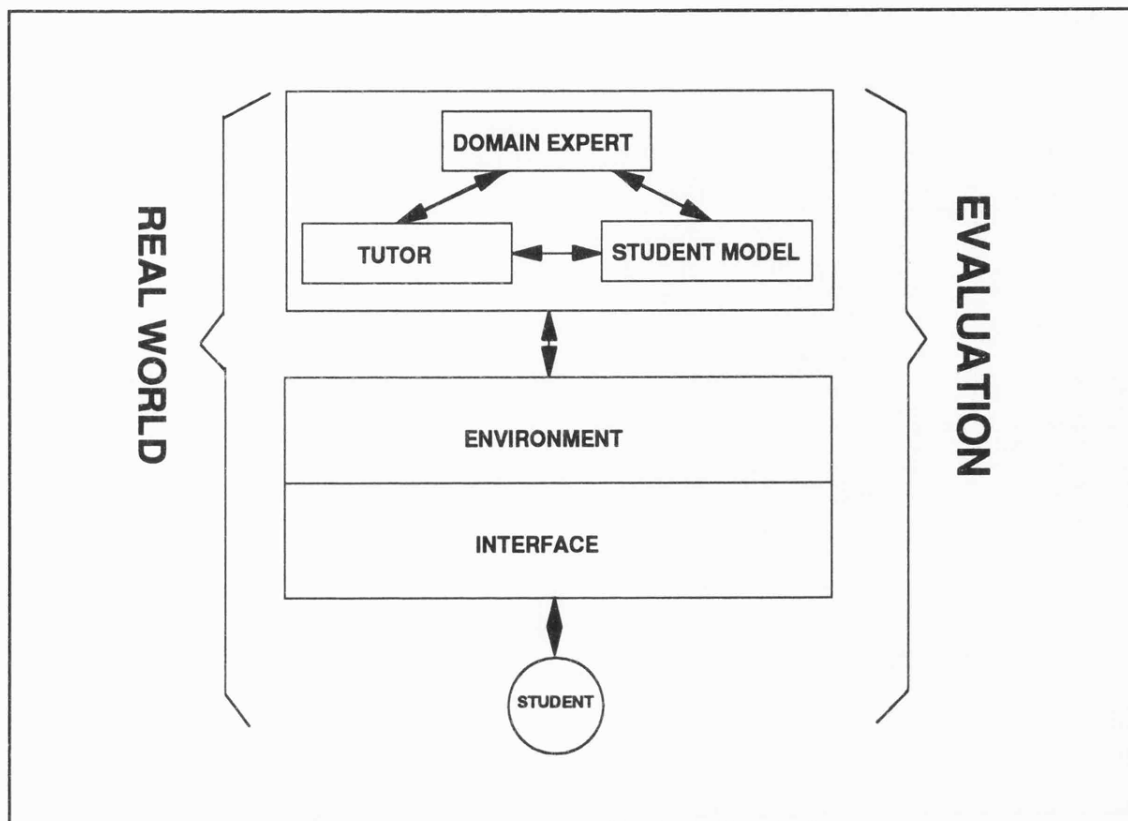 DOMAIN EXPERT
TUTOR
STUDENT MODEL
REAL WORLD
EVALUATION
ENVIRONMENT
INTERFACE
STUDENT